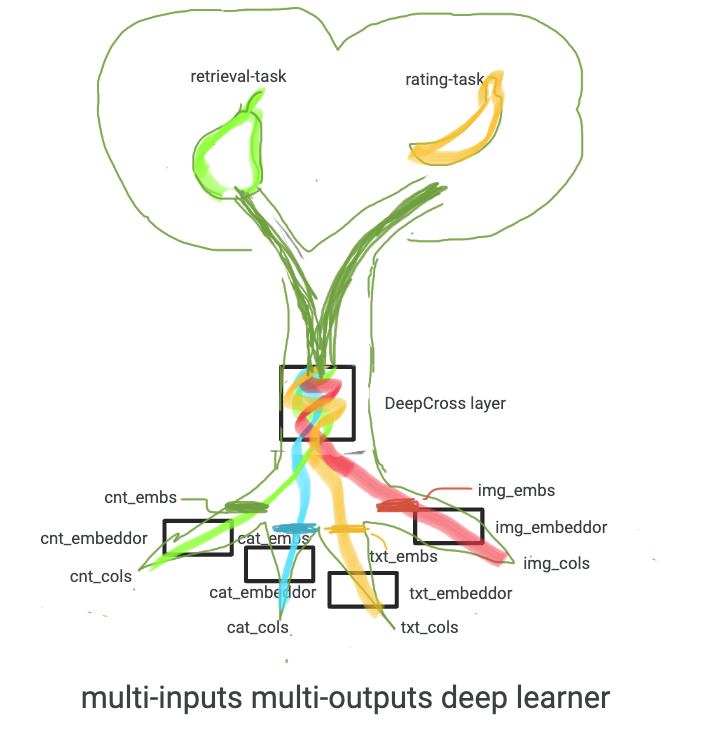 retrieval-task
rating-task
DeepCross layer
cnt_embs
img_embs
cnt_embeddor
cat_embs
img_embeddor
txt_embs
img_cols
cnt_cols
cat_embeddor
txt_embeddor
cat_cols
txt_cols
multi-inputs multi-outputs deep learner